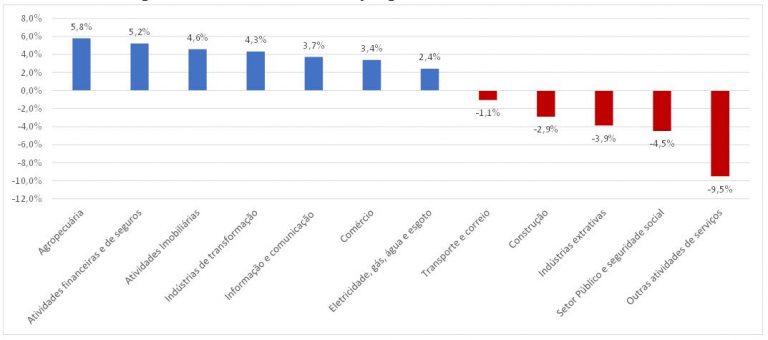 8,0%
6,0%
4,0%
2,0%
0,0%
-2,0%
-4,0%
-6,0%
-8,0%
-10,0%
-12,0%
5,8%
5,2%
4,6%
4,3%
3,7%
3,4%
2,4%
-1,1%
-2,9%
-3,9%
-4,5%
-9,5%
Agropecuária
Atividades financeiras e de seguros
Atividades Imobiliárias
Indústrias de transformação
Informação e comunicação
Comércio
Eletricidade, gás, água e esgoto
Transporte e correio
Construção
Indústrias extrativas
Setor Público e seguridade social
Outras atividades de serviços